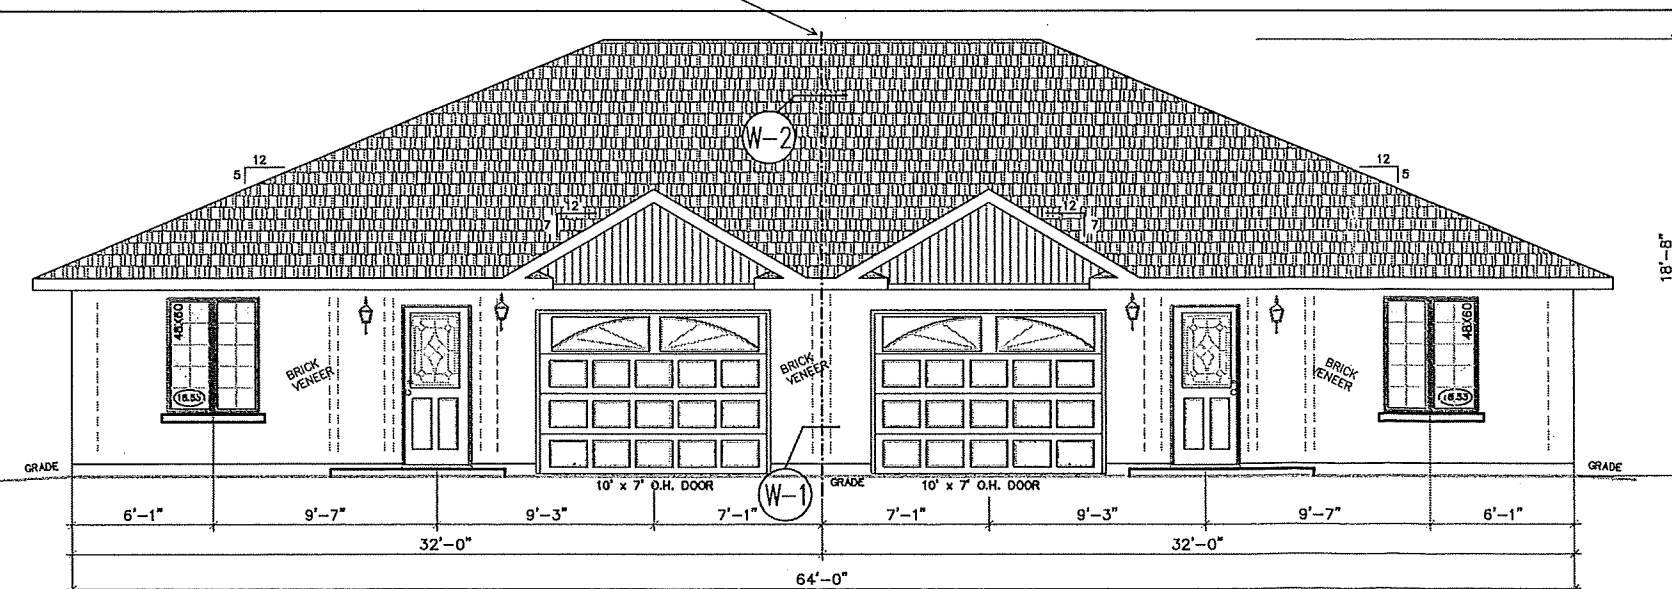 W-2
12
5
12
5
12
7
12
7
18'-8"
48X60
48X60
BRICK
VENEER
BRICK
VENEER
BRICK
VENEER
GRADE
GRADE
GRADE
10' x 7' O.H. DOOR
10' x 7' O.H. DOOR
W-1
6'-1"
9'-7"
9'-3"
7'-1"
7'-1"
9'-3"
9'-7"
6'-1"
32'-0"
32'-0"
64'-0"